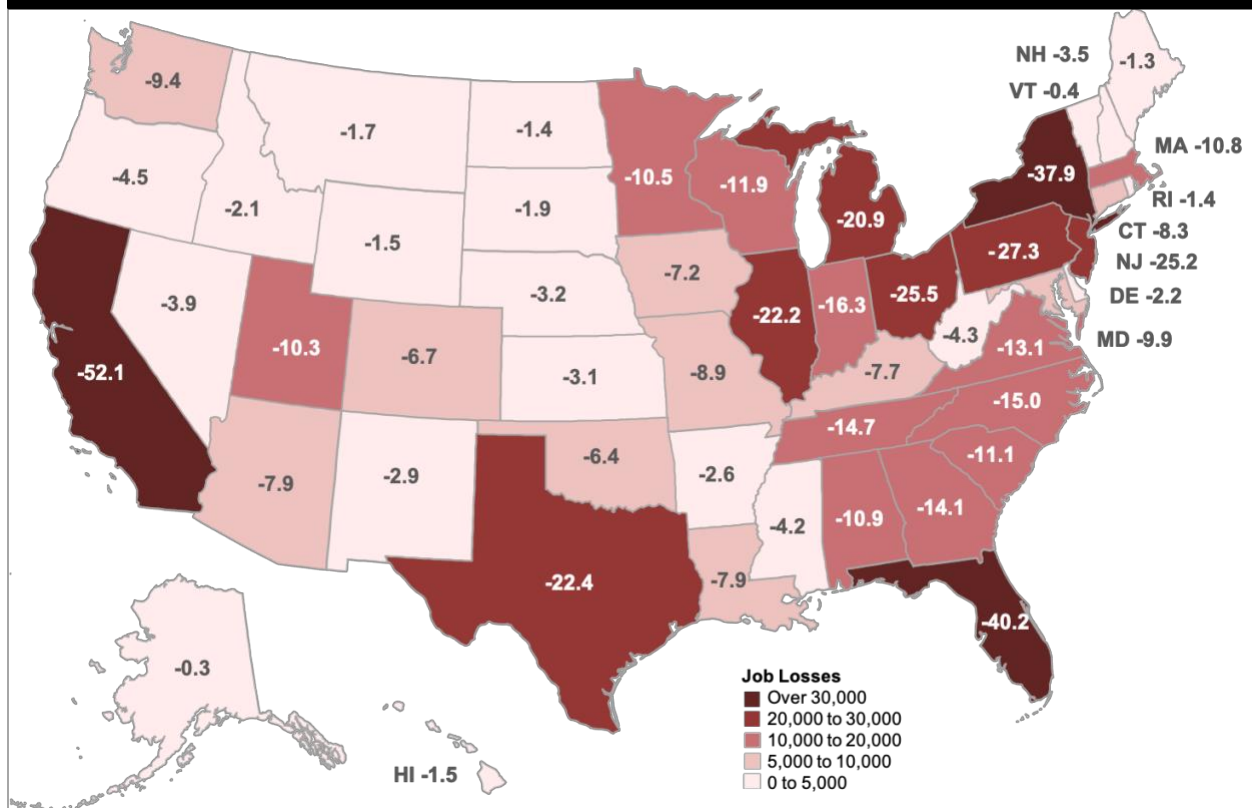 NH -3.5
-1.3
VT -0.4
-9.4
-1.7
-1.4
-10.5
-11.9
-37.9
MA -10.8
-4.5
-2.1
-1.9
-20.9
RI -1.4
-1.5
CT -8.3
-27.3
NJ -25.2
-7.2
-3.2
-25.5
DE -2.2
-3.9
-22.2
-16.3
-4.3
MD -9.9
-10.3
-6.7
-13.1
-52.1
-3.1
-8.9
-7.7
-15.0
-14.7
-11.1
-7.9
-2.9
-6.4
-2.6
-4.2
-10.9
-14.1
-22.4
-7.9
-40.2
-0.3
HI -1.5
Job Losses
Over 30,000
20,000 to 30,000
10,000 to 20,000
5,000 to 10,000
0 to 5,000